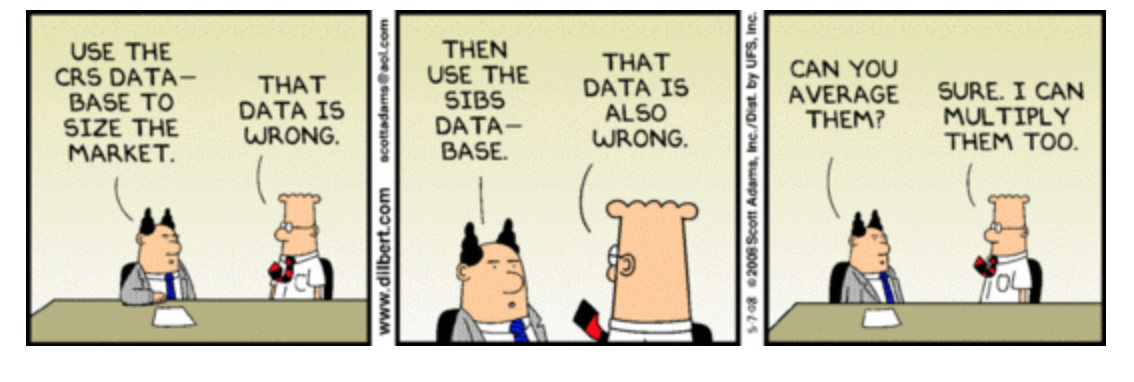 USE THE
CRS DATA–
BASE TO
SIZE THE
MARKET.
THAT
DATA IS
WRONG.
www.dilbert.com scottadams@aol.com
THEN
USE THE
SIBS
DATA–
BASE.
THAT
DATA IS
ALSO
WRONG.
5-7-08 ©2008 Scott Adams, Inc./Dist. by UFS, Inc.
CAN YOU
AVERAGE
THEM?
SURE. I CAN
MULTIPLY
THEM TOO.